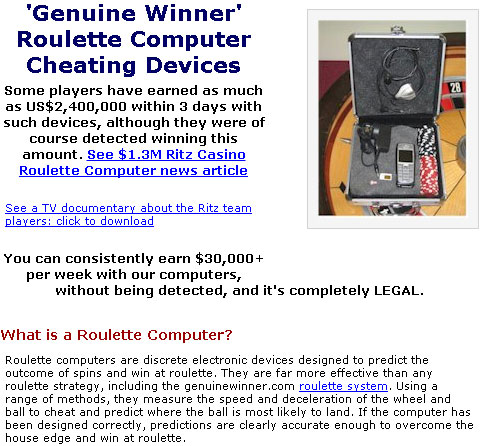 'Genuine Winner'
Roulette Computer
Cheating Devices
Some players have earned as much
as US$2,400,000 within 3 days with
such devices, although they were of
course detected winning this
amount. See $1.3M Ritz Casino
Roulette Computer news article
See a TV documentary about the Ritz team
players: click to download
You can consistently earn $30,000+
per week with our computers,
without being detected, and it's completely LEGAL.
What is a Roulette Computer?
Roulette computers are discrete electronic devices designed to predict the
outcome of spins and win at roulette. They are far more effective than any
roulette strategy, including the genuinewinner.com roulette system. Using a
range of methods, they measure the speed and deceleration of the wheel and
ball to cheat and predict where the ball is most likely to land. If the computer has
been designed correctly, predictions are clearly accurate enough to overcome the
house edge and win at roulette.
28